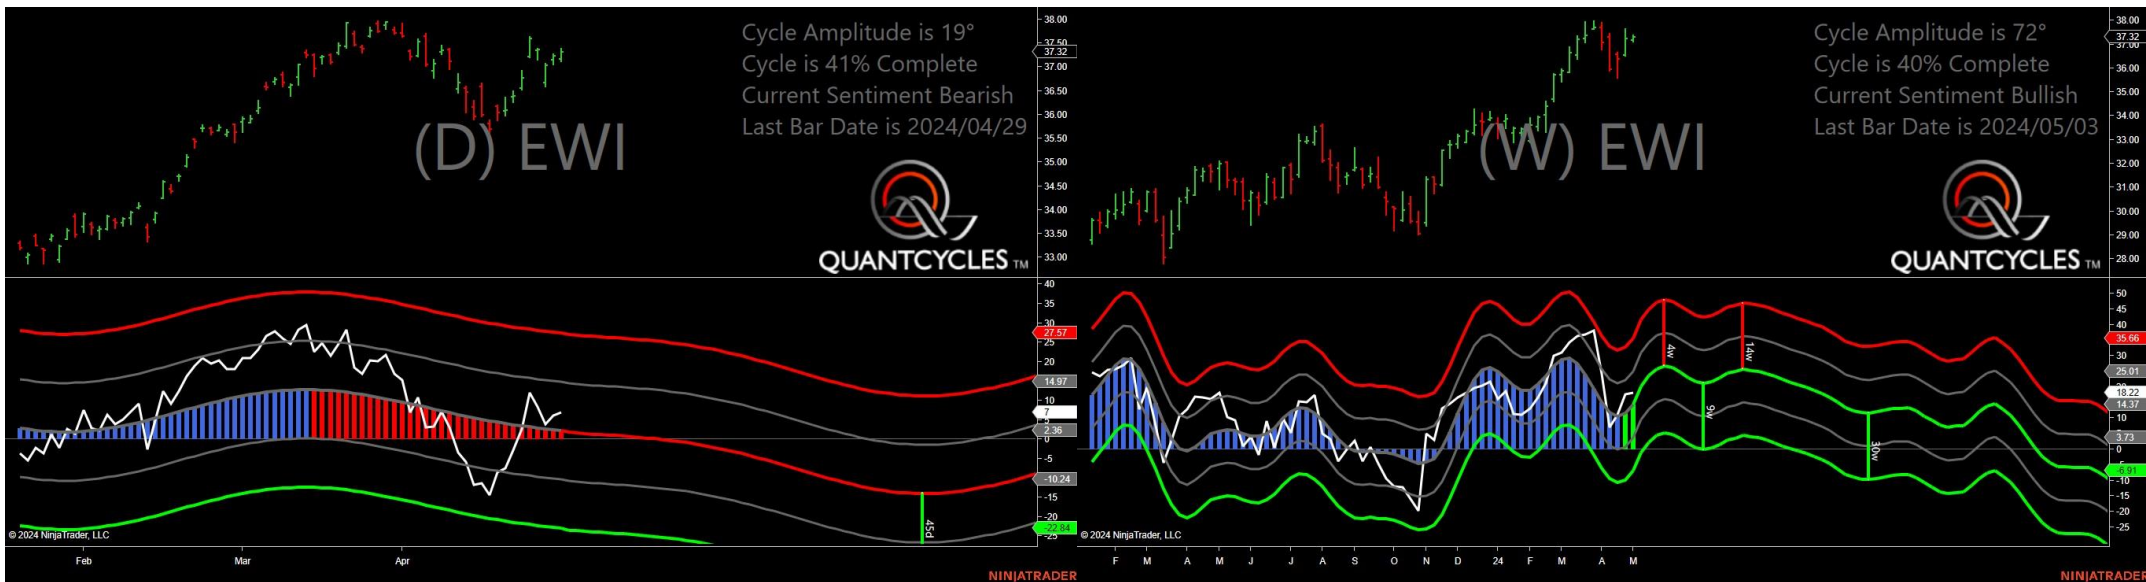 Cycle Amplitude is 19°
Cycle is 41% Complete
Current Sentiment Bearish
Last Bar Date is 2024/04/29
(D) EWI
QUANTCYCLES TM
38.00
37.50
37.32
37.00
36.50
36.00
35.50
35.00
34.50
34.00
33.50
33.00
40
35
30
27.57
25
20
14.97
10
7
5
2.36
0
-5
-10.24
-15
-20
-22.84
-25
45d
© 2024 NinjaTrader, LLC
Feb Mar Apr
NINJATRADER
Cycle Amplitude is 72°
Cycle is 40% Complete
Current Sentiment Bullish
Last Bar Date is 2024/05/03
(W) EWI
QUANTCYCLES TM
38.00
37.32
37.00
36.00
35.00
34.00
33.00
32.00
31.00
30.00
29.00
28.00
50
45
40
35.66
30
25.01
18.22
14.37
10
3.73
0
-6.91
-10
-15
-20
-25
4w
14w
9w
30w
© 2024 NinjaTrader, LLC
F M A M J J A S O N D 24 F M A M
NINJATRADER